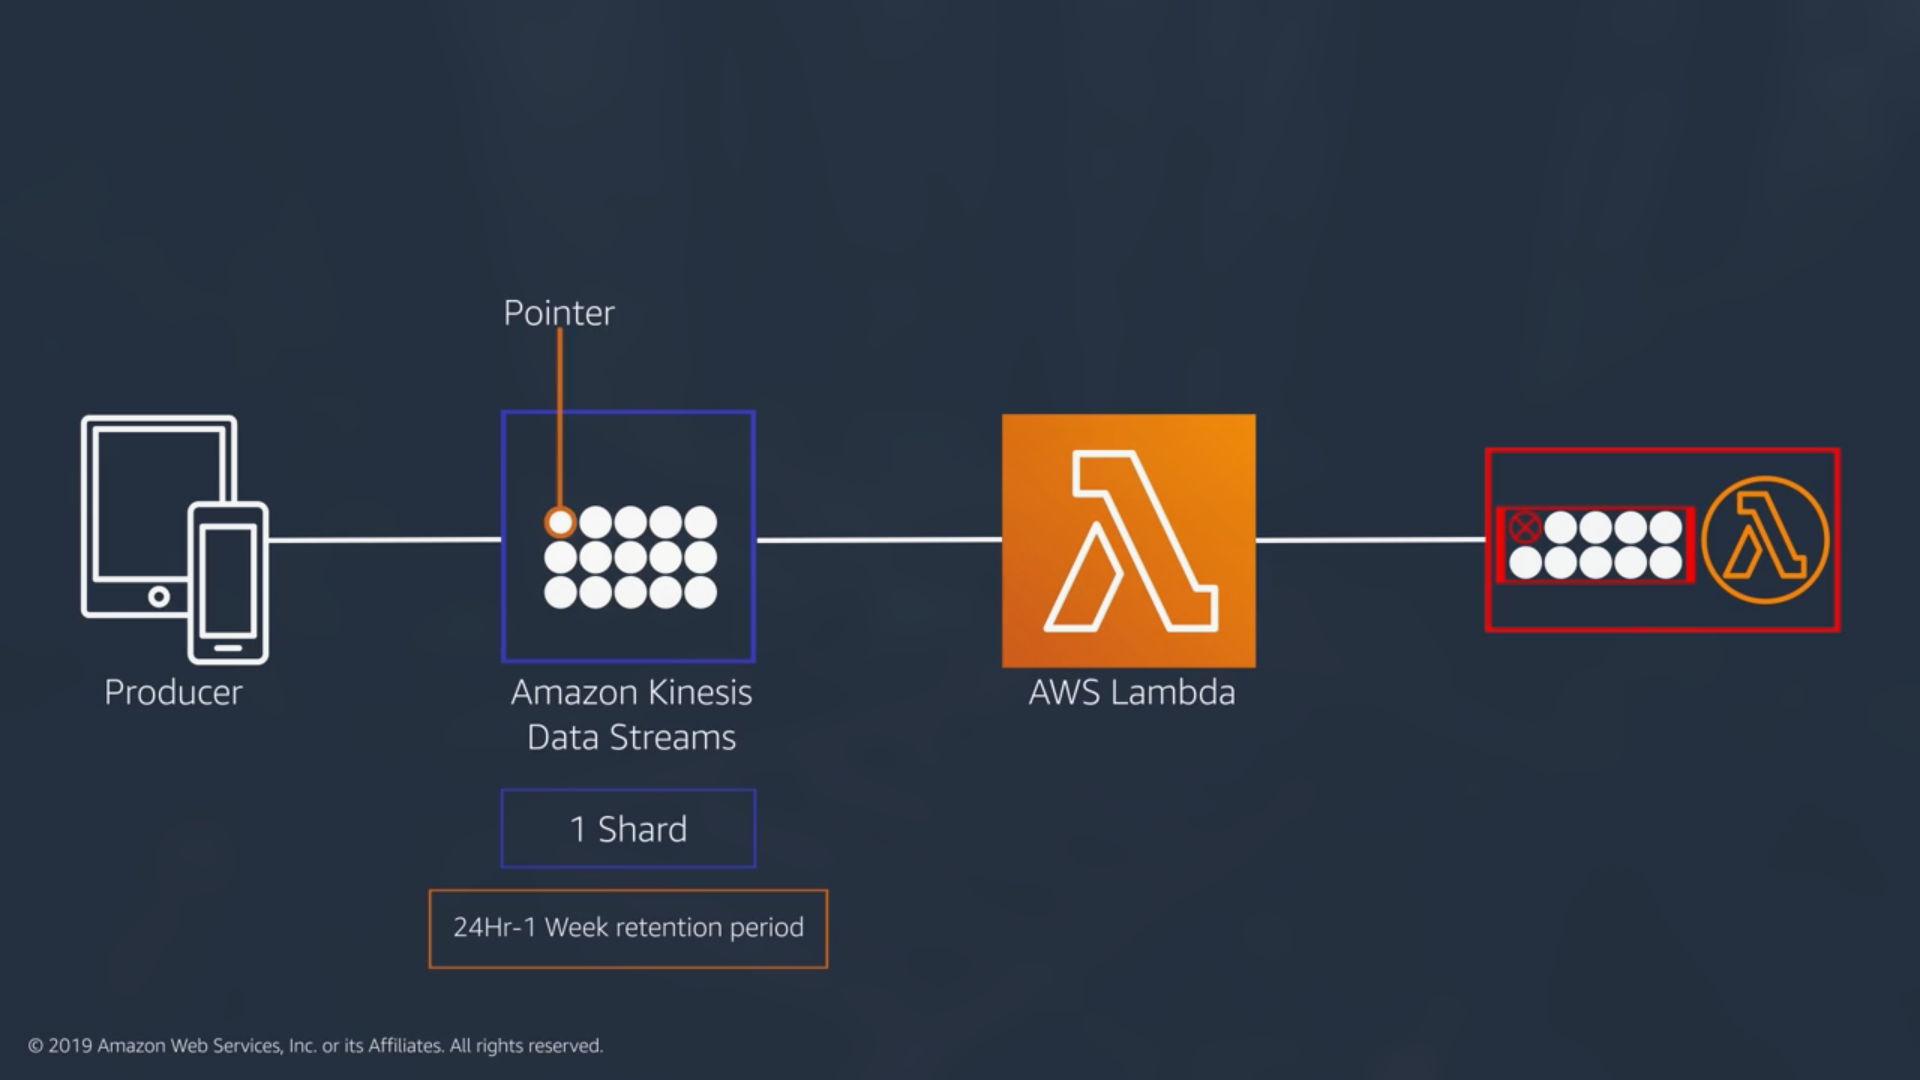 Pointer
Producer
Amazon Kinesis
Data Streams
AWS Lambda
1 Shard
24Hr-1 Week retention period
© 2019 Amazon Web Services, Inc. or its Affiliates. All rights reserved.